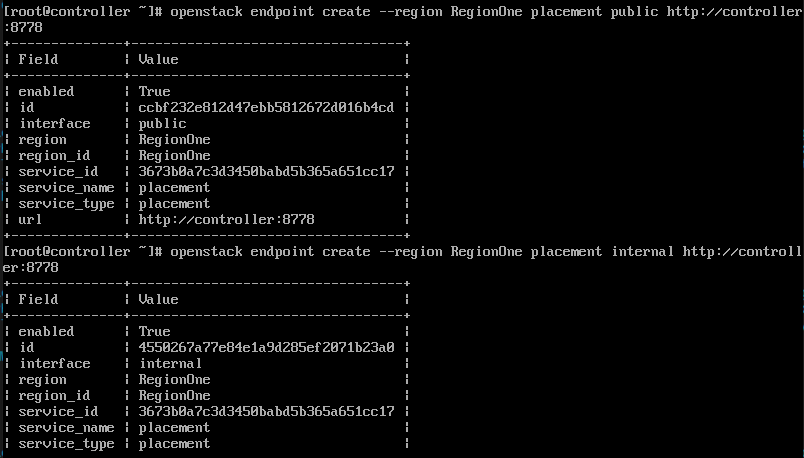 [root@controller ~]# openstack endpoint create --region RegionOne placement public http://controller
:8778
+--------------+----------------------------------+
| Field        | Value                            |
+--------------+----------------------------------+
| enabled      | True                             |
| id           | ccbf232e812d47ebb5812672d016b4cd |
| interface    | public                           |
| region       | RegionOne                        |
| region_id    | RegionOne                        |
| service_id   | 3673b0a7c3d3450babd5b365a651cc17 |
| service_name | placement                        |
| service_type | placement                        |
| url          | http://controller:8778           |
+--------------+----------------------------------+
[root@controller ~]# openstack endpoint create --region RegionOne placement internal http://controll
er:8778
+--------------+----------------------------------+
| Field        | Value                            |
+--------------+----------------------------------+
| enabled      | True                             |
| id           | 4550267a77e84e1a9d285ef2071b23a0 |
| interface    | internal                         |
| region       | RegionOne                        |
| region_id    | RegionOne                        |
| service_id   | 3673b0a7c3d3450babd5b365a651cc17 |
| service_name | placement                        |
| service_type | placement                        |